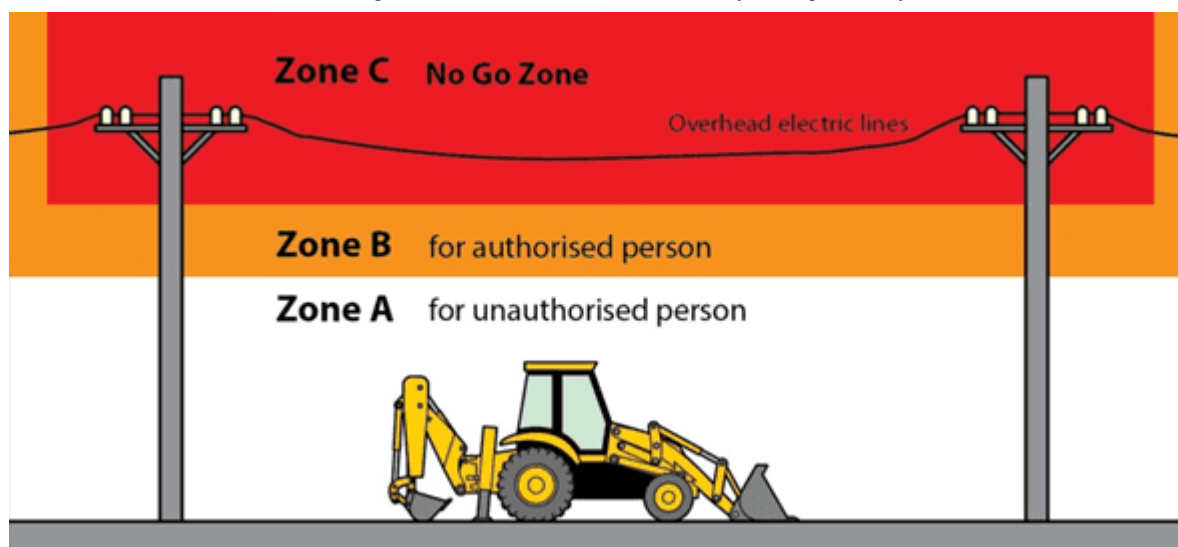 Zone C No Go Zone
Overhead electric lines
Zone B for authorised person
Zone A for unauthorised person